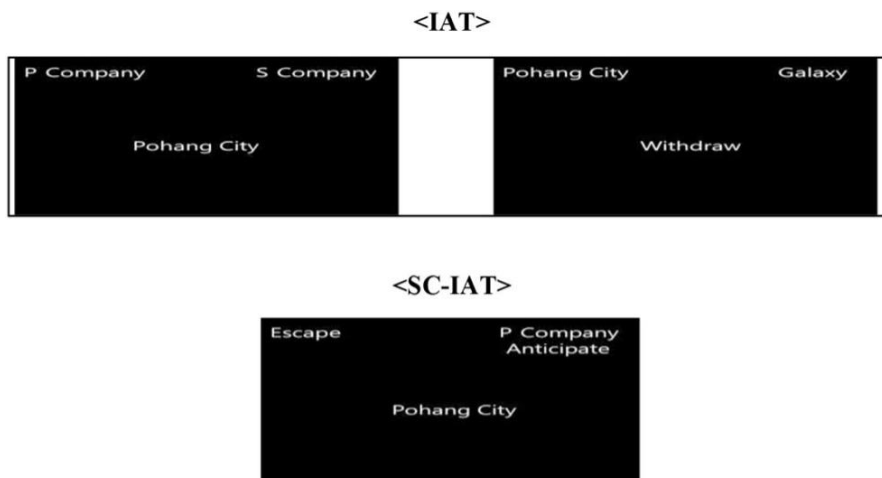 <IAT>
P Company S Company
Pohang City
Pohang City Galaxy
Withdraw
<SC-IAT>
Escape P Company
Anticipate
Pohang City